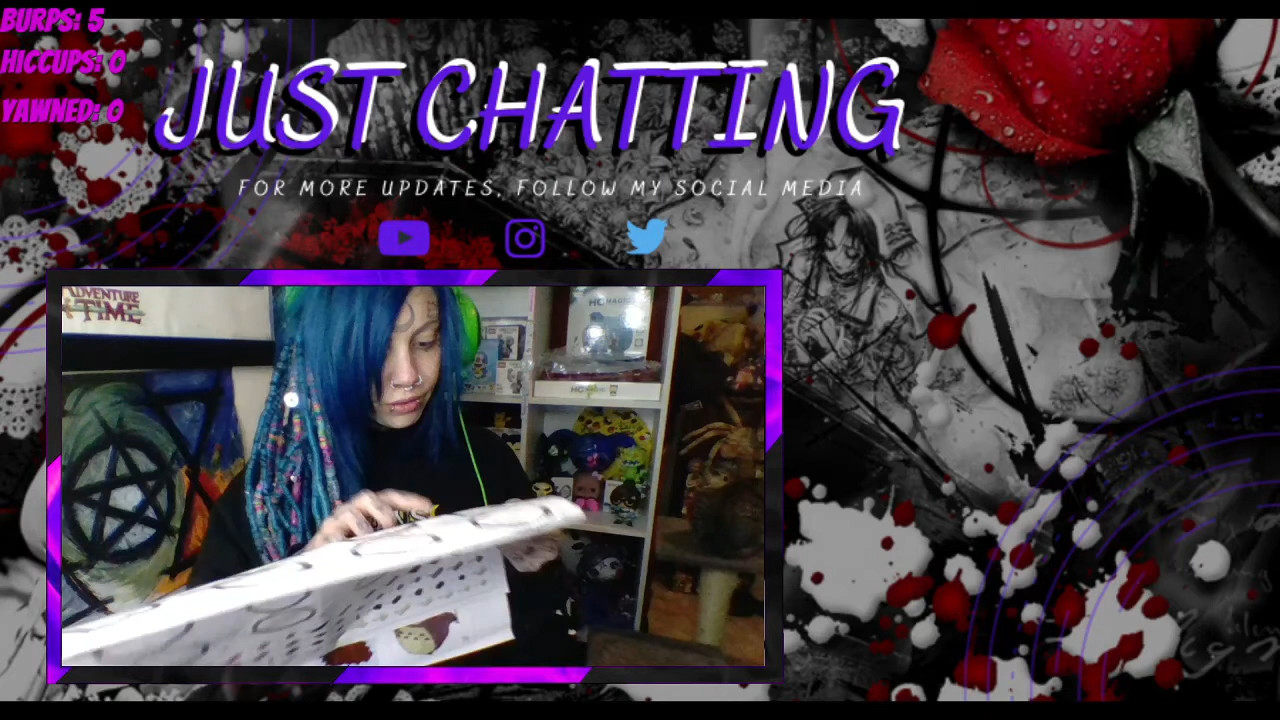 BURPS: 5
HICCUPS: 0
YAWNED: 0
JUST CHATTING
FOR MORE UPDATES, FOLLOW MY SOCIAL MEDIA
ADVENTURE
TIME